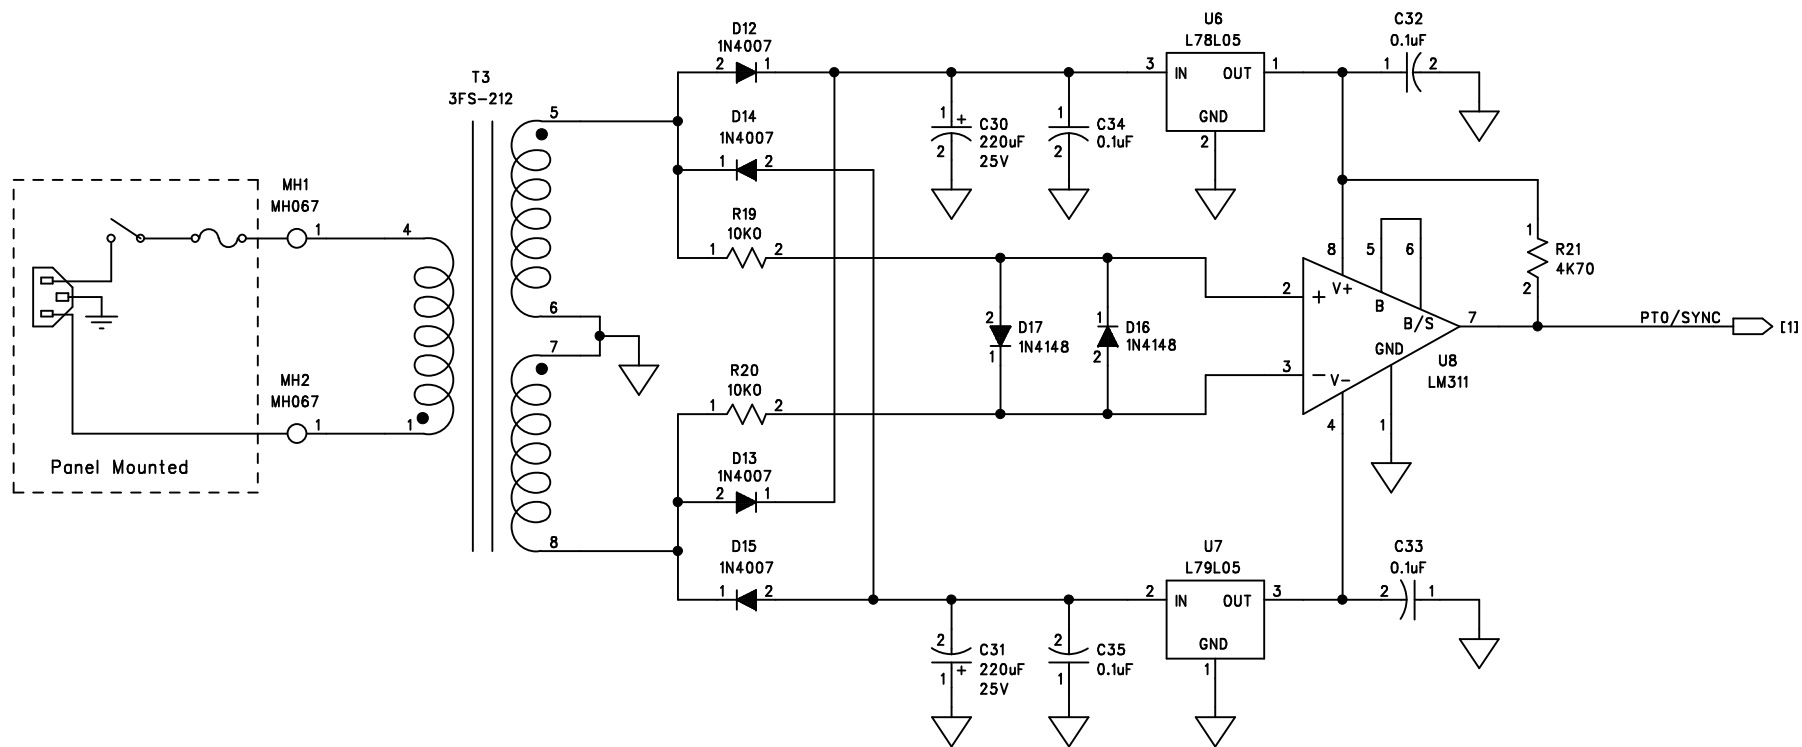 D12
1N4007
2 1
U6
L78L05
3 IN OUT 1
GND
2
C32
0.1uF
1 2
T3
3FS-212
5
D14
1N4007
1 2
1
+
C30
220uF
25V
2
1
C34
0.1uF
2
MH1
MH067
1
4
R19
10K0
1 2
8
5
6
1
R21
4K70
2
2 + V+
B
B/S
6
7
2
D17
1N4148
1
1
D16
1N4148
2
7
PT0/SYNC
[1]
GND
U8
LM311
3 − V-
MH2
MH067
1
1
R20
10K0
1 2
4
1
Panel Mounted
D13
1N4007
2 1
8
D15
1N4007
1 2
U7
L79L05
2 IN OUT 3
GND
1
C33
0.1uF
2 1
2
C31
220uF
25V
1
+
2
C35
0.1uF
1